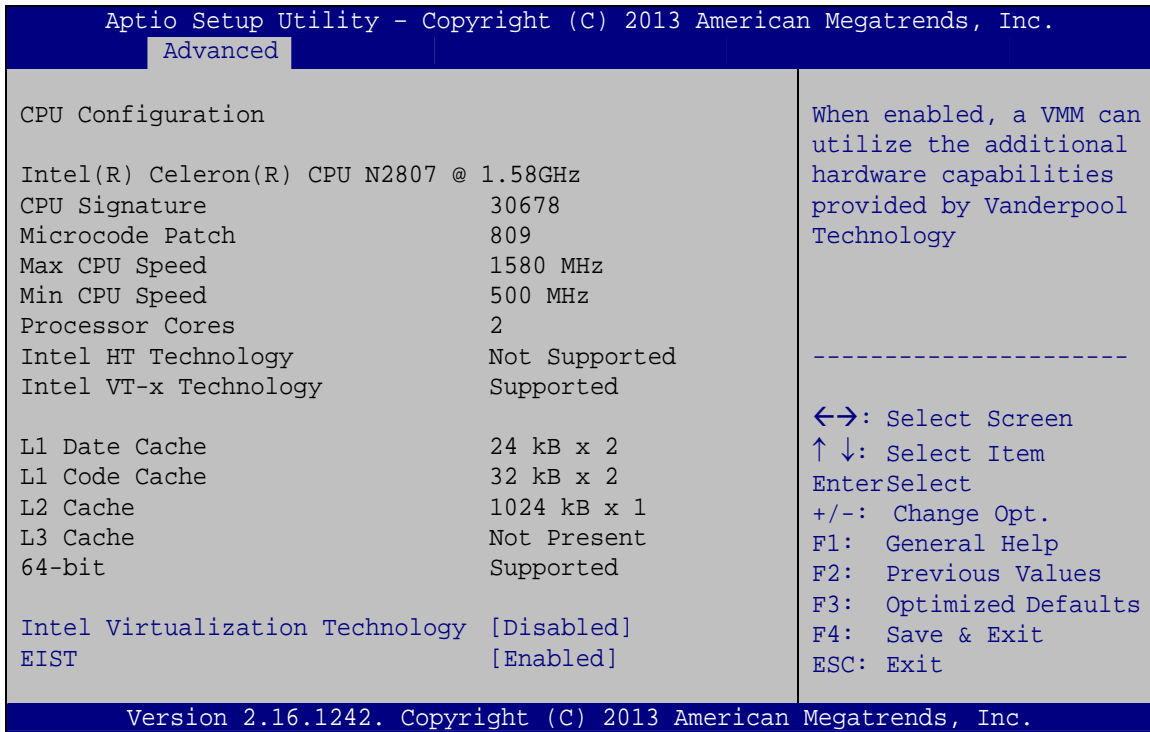 Aptio Setup Utility – Copyright (C) 2013 American Megatrends, Inc.
Advanced
CPU Configuration
Intel(R) Celeron(R) CPU N2807 @ 1.58GHz
CPU Signature 30678
Microcode Patch 809
Max CPU Speed 1580 MHz
Min CPU Speed 500 MHz
Processor Cores 2
Intel HT Technology Not Supported
Intel VT-x Technology Supported
L1 Date Cache 24 kB x 2
L1 Code Cache 32 kB x 2
L2 Cache 1024 kB x 1
L3 Cache Not Present
64-bit Supported
Intel Virtualization Technology [Disabled]
EIST [Enabled]
When enabled, a VMM can
utilize the additional
hardware capabilities
provided by Vanderpool
Technology
----------------------
←→: Select Screen
↑ ↓: Select Item
EnterSelect
+/-: Change Opt.
F1: General Help
F2: Previous Values
F3: Optimized Defaults
F4: Save & Exit
ESC: Exit
Version 2.16.1242. Copyright (C) 2013 American Megatrends, Inc.